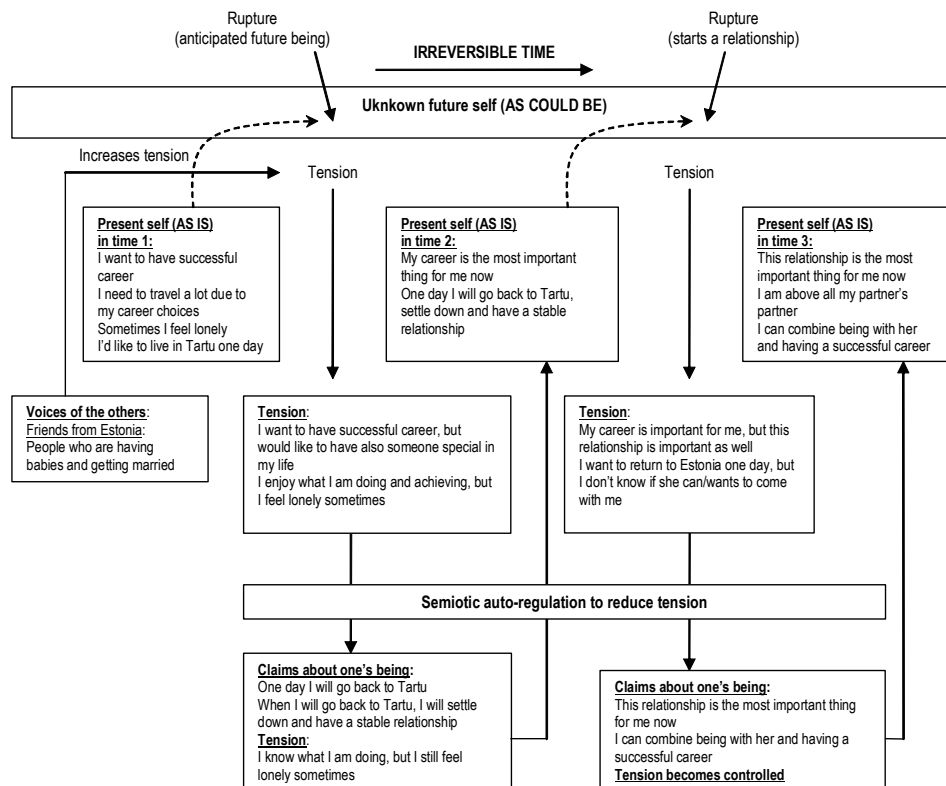 Rupture
(anticipated future being)
Rupture
(starts a relationship)
IRREVERSIBLE TIME
Uknkown future self (AS COULD BE)
Increases tension
Tension
Tension
Present self (AS IS)
in time 1:
I want to have successful
career
I need to travel a lot due to
my career choices
Sometimes I feel lonely
I'd like to live in Tartu one day
Present self (AS IS)
in time 2:
My career is the most important
thing for me now
One day I will go back to Tartu,
settle down and have a stable
relationship
Present self (AS IS)
in time 3:
This relationship is the most
important thing for me now
I am above all my partner's
partner
I can combine being with her
and having a successful career
Voices of the others:
Friends from Estonia:
People who are having
babies and getting married
Tension:
I want to have successful career, but
would like to have also someone special in
my life
I enjoy what I am doing and achieving, but
I feel lonely sometimes
Tension:
My career is important for me, but this
relationship is important as well
I want to return to Estonia one day, but
I don't know if she can/wants to come
with me
Semiotic auto-regulation to reduce tension
Claims about one's being:
One day I will go back to Tartu
When I will go back to Tartu, I will settle
down and have a stable relationship
Tension:
I know what I am doing, but I still feel
lonely sometimes
Claims about one's being:
This relationship is the most important thing
for me now
I can combine being with her and having a
successful career
Tension becomes controlled